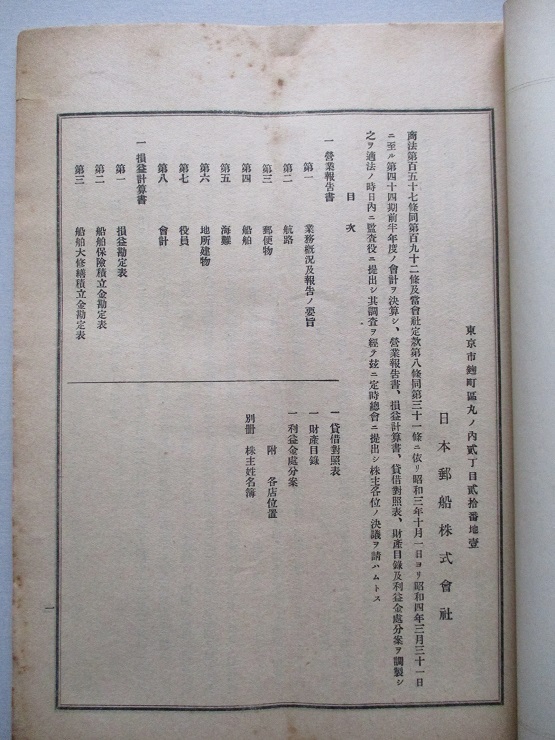 東京市麴町區丸ノ內貳丁目貳拾番地壹
日本郵船株式會社
商法第百五十七條同第百九十二條及當會社定款第八條同第三十一條ニ依リ昭和三年十月一日ヨリ昭和四年三月三十一日
ニ至ル第四十四期前半年度ノ會計ヲ決算シ、營業報告書、損益計算書、貸借對照表、財產目錄及利益金處分案ヲ調製シ
之ヲ適法ノ時日內ニ監査役ニ提出シ其調査ヲ經テ玆ニ定時總會ニ提出シ株主各位ノ決議ヲ請ハムトス
目次
一 營業報告書
第一 業務槪況及報告ノ要旨
第二 航路
第三 郵便物
第四 船舶
第五 海難
第六 地所建物
第七 役員
第八 會計
一 損益計算書
第一 損益勘定表
第二 船舶保險積立金勘定表
第三 船舶大修繕積立金勘定表
一 貸借對照表
一 財產目錄
一 利益金處分案
附 各店位置
別冊 株主姓名簿
一